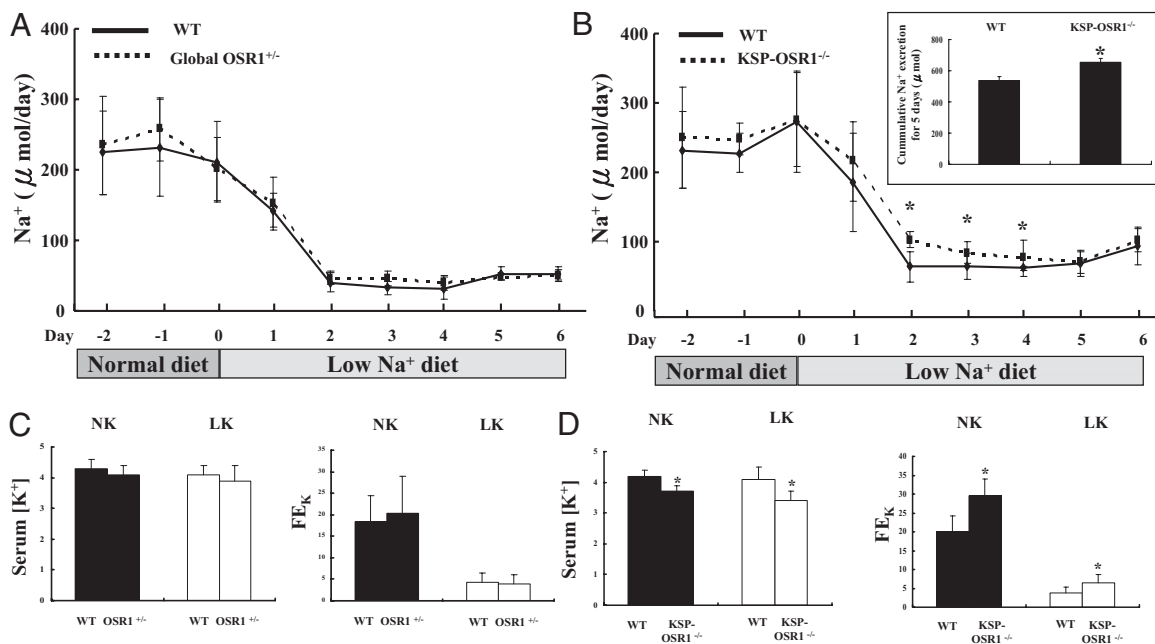 A
WT
Global OSR1+/-
Na+ ( μ mol/day)
400
300
200
100
0
Day -2 -1 0 1 2 3 4 5 6
Normal diet Low Na+ diet
B
WT
KSP-OSR1-/-
Na+ ( μ mol/day)
400
300
200
100
0
* * *
Day -2 -1 0 1 2 3 4 5 6
Normal diet Low Na+ diet
WT KSP-OSR1-/-
*
Cumulative Na+ excretion
for 5 days (μ mol)
800
600
400
200
0
C
NK LK
Serum [K+]
5
4
3
2
1
0
WT OSR1 +/- WT OSR1 +/-
NK LK
FEK
35
30
25
20
15
10
5
0
WT OSR1 +/- WT OSR1 +/-
D
NK LK
Serum [K+]
5
4
3
2
1
0
* *
WT KSP-
OSR1-/-
WT KSP-
OSR1-/-
NK LK
FEK
40
35
30
25
20
15
10
5
0
* *
WT KSP-
OSR1-/-
WT KSP-
OSR1-/-